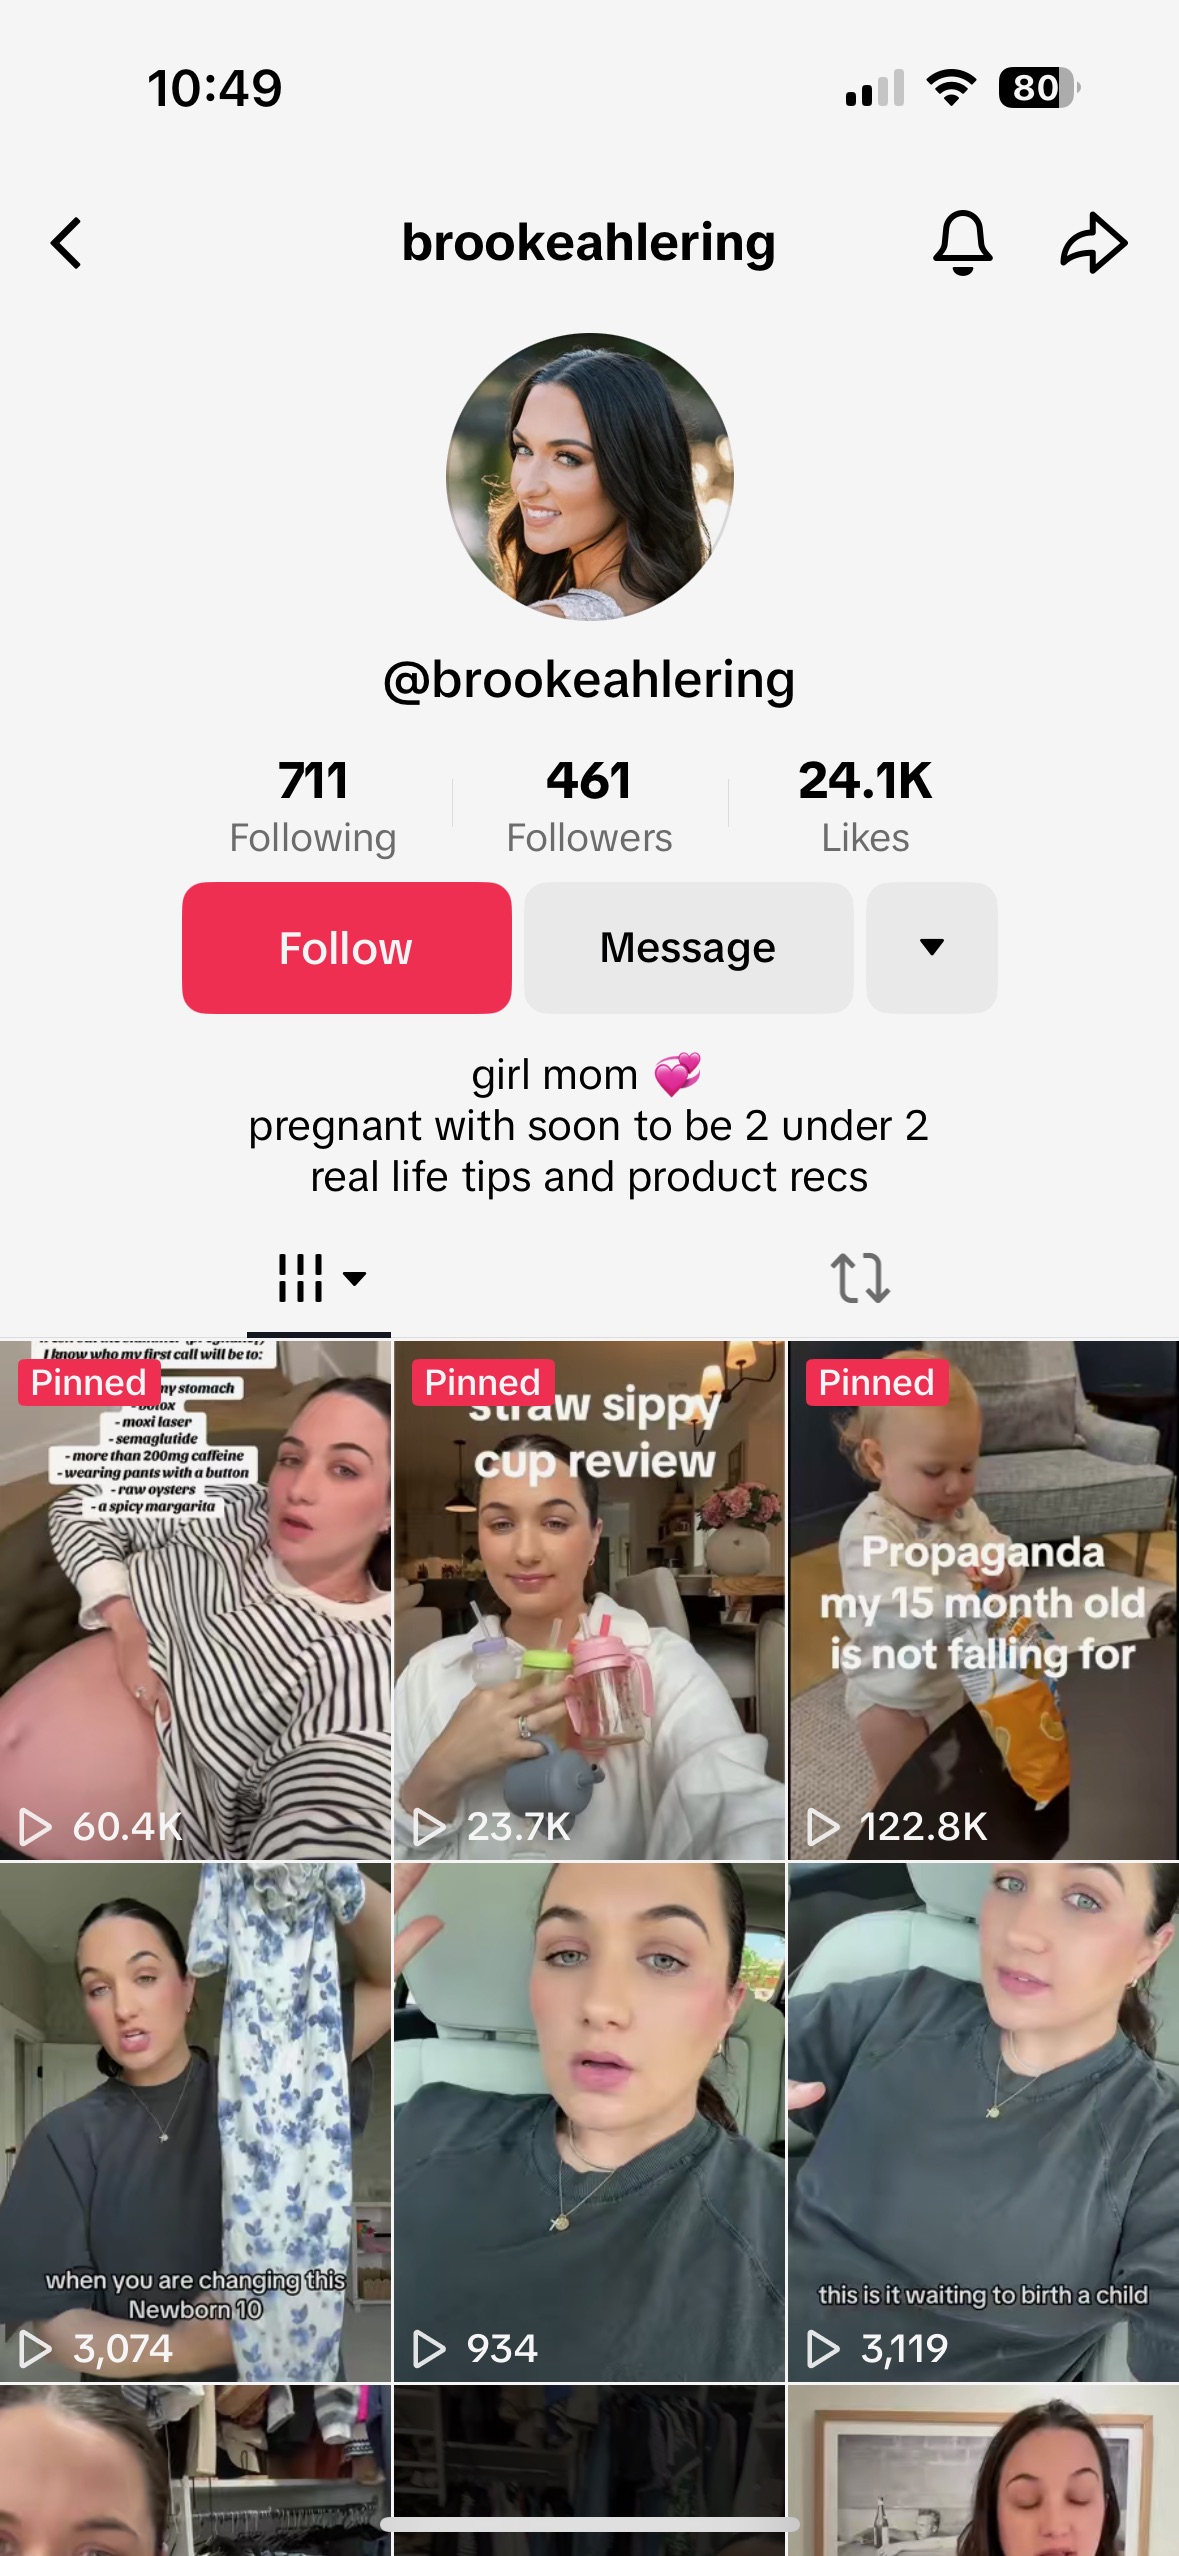 10:49
80
brookeahlering
@brookeahlering
711
Following
461
Followers
24.1K
Likes
Follow
Message
girl mom 💞
pregnant with soon to be 2 under 2
real life tips and product recs
Pinned
I know who my first call will be to:
my stomach
- botox
- moxi laser
- semaglutide
- more than 200mg caffeine
- wearing pants with a button
- raw oysters
- a spicy margarita
60.4K
Pinned
straw sippy
cup review
23.7K
Pinned
Propaganda
my 15 month old
is not falling for
122.8K
when you are changing this
Newborn 10
3,074
934
this is it waiting to birth a child
3,119